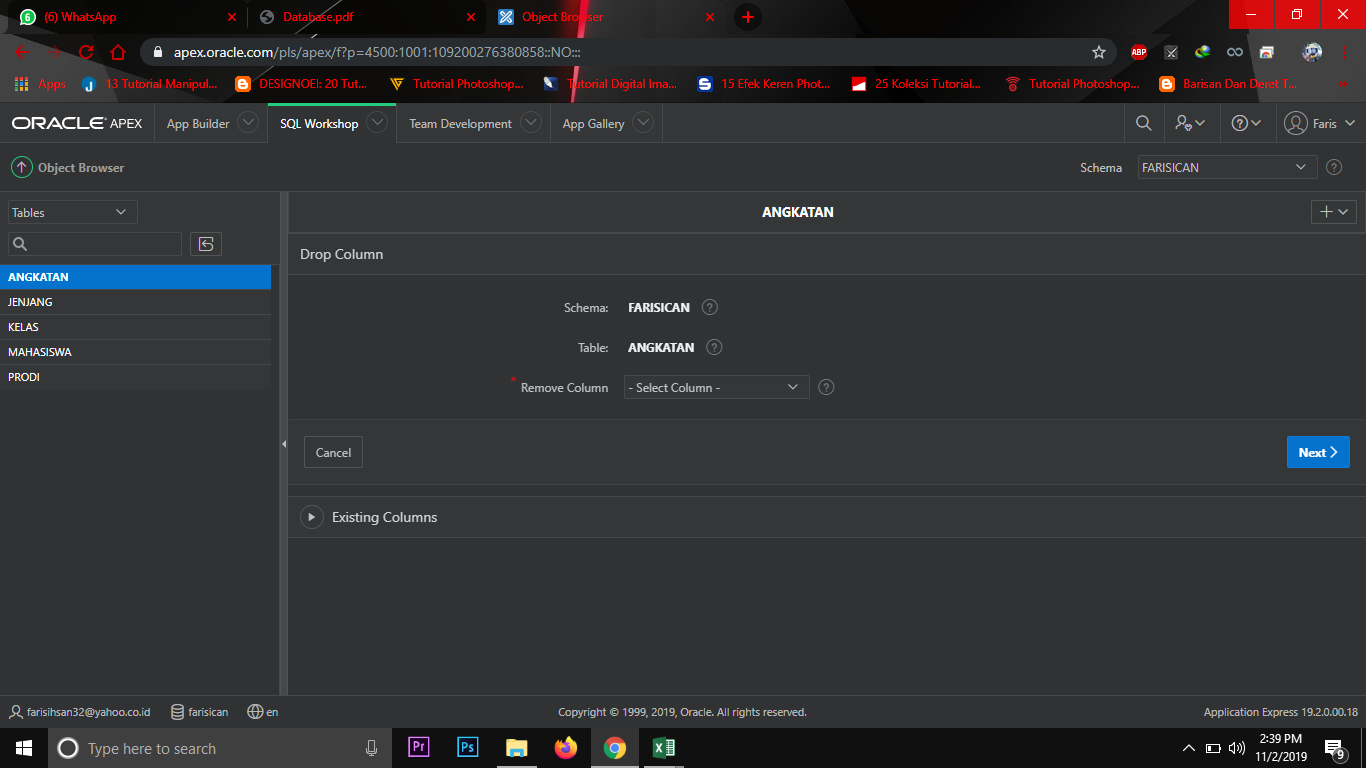 (6) WhatsApp
Database.pdf
Object Browser
apex.oracle.com/pls/apex/f?p=4500:1001:109200276380858::NO:::
ABP
Apps
13 Tutorial Manipul...
DESIGNOEL: 20 Tut...
Tutorial Photoshop...
Tutorial Digital Ima...
15 Efek Keren Phot...
25 Koleksi Tutorial...
Tutorial Photoshop...
Barisan Dan Deret T...
ORACLE APEX
App Builder
SQL Workshop
Team Development
App Gallery
Faris
Object Browser
Schema
FARISICAN
Tables
ANGKATAN
ANGKATAN
JENJANG
KELAS
MAHASISWA
PRODI
Drop Column
Schema: FARISICAN
Table: ANGKATAN
* Remove Column - Select Column -
Cancel
Next
Existing Columns
farisihsan32@yahoo.co.id
farisican
en
Copyright © 1999, 2019, Oracle. All rights reserved.
Application Express 19.2.0.00.18
Type here to search
Pr
Ps
2:39 PM
11/2/2019
9